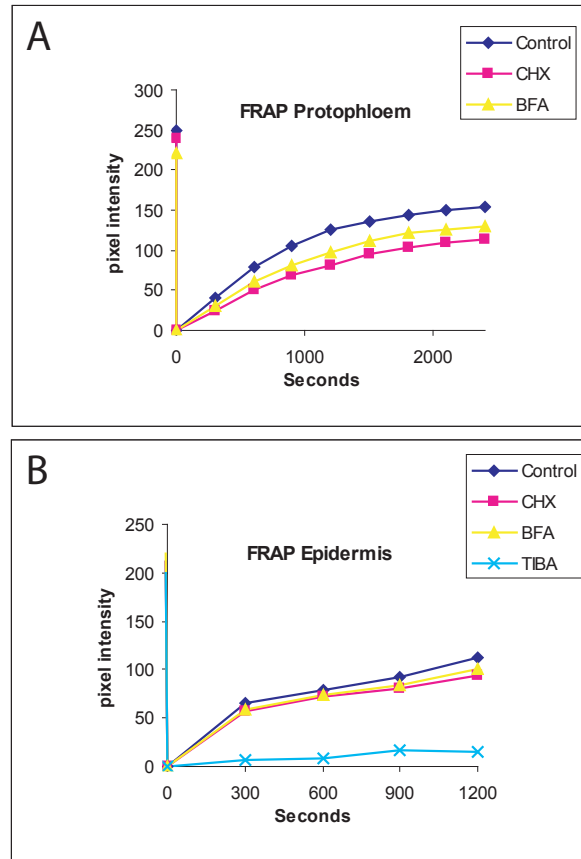 A
Control
CHX
BFA
FRAP Protophloem
pixel intensity
300
250
200
150
100
50
0
0 1000 2000
Seconds
B
Control
CHX
BFA
TIBA
FRAP Epidermis
pixel intensity
250
200
150
100
50
0
0 300 600 900 1200
Seconds